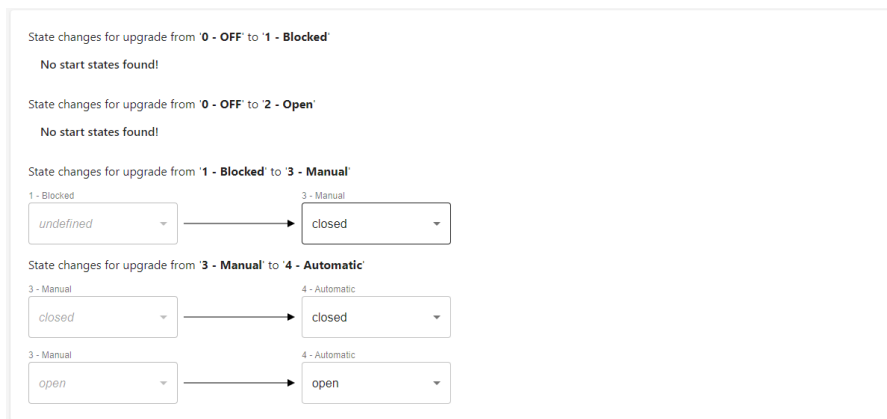 State changes for upgrade from '0 - OFF' to '1 - Blocked'
No start states found!
State changes for upgrade from '0 - OFF' to '2 - Open'
No start states found!
State changes for upgrade from '1 - Blocked' to '3 - Manual'
1 - Blocked 3 - Manual
undefined closed
State changes for upgrade from '3 - Manual' to '4 - Automatic'
3 - Manual 4 - Automatic
closed closed
3 - Manual 4 - Automatic
open open